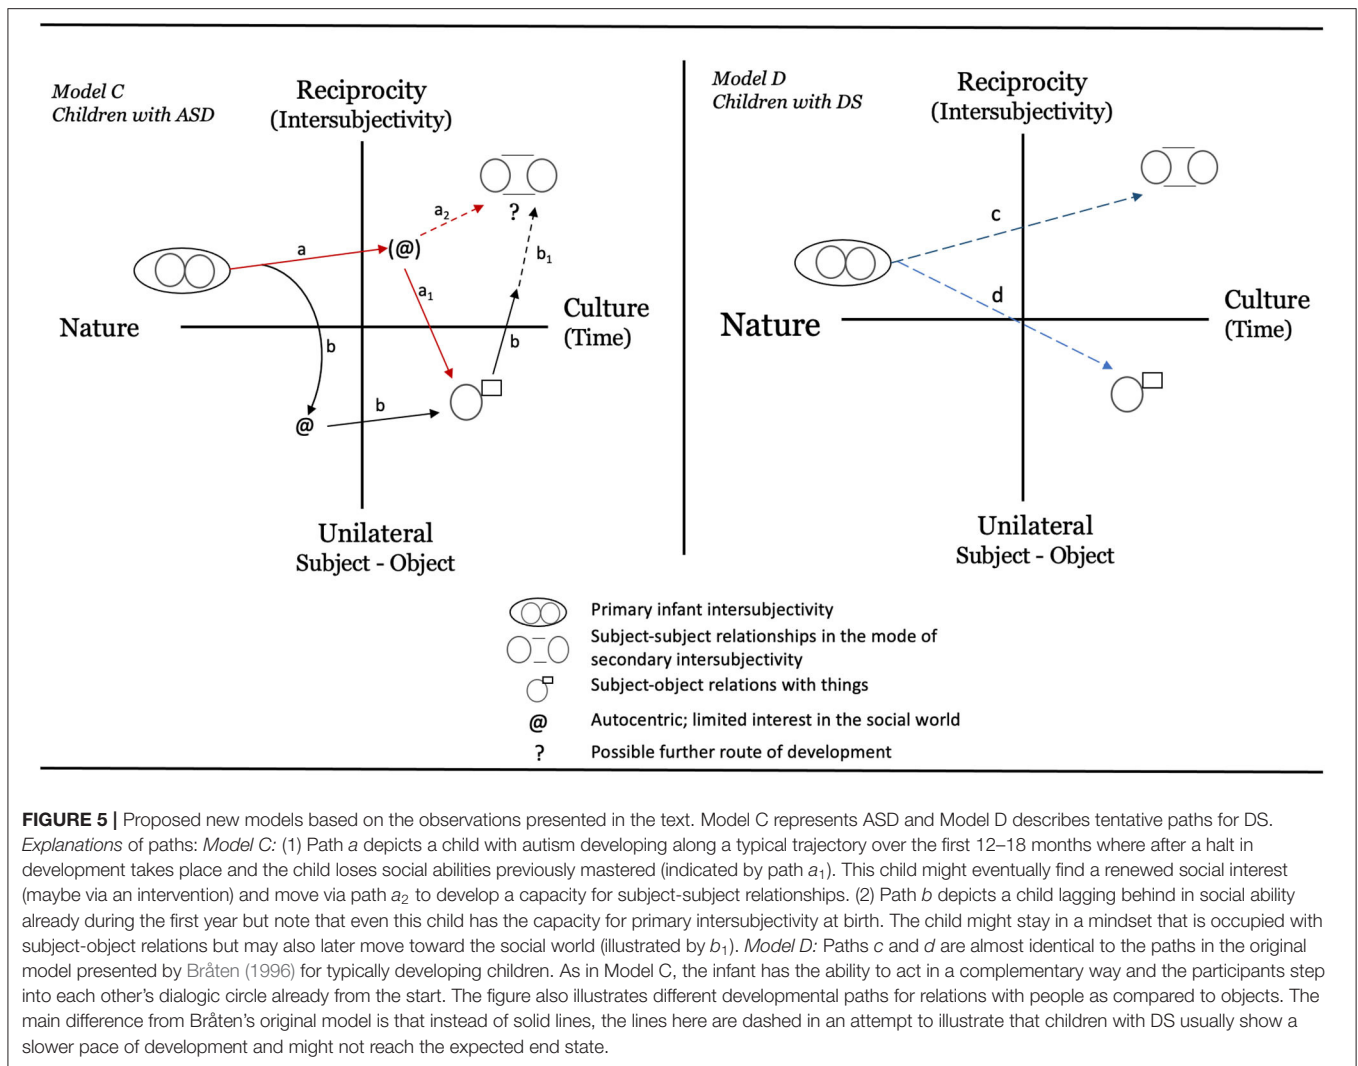 Model C
Children with ASD
Reciprocity
(Intersubjectivity)
a₂
?
a
(@)
b₁
a₁
Culture
(Time)
Nature
b
b
b
@
Unilateral
Subject - Object
Model D
Children with DS
Reciprocity
(Intersubjectivity)
c
d
Culture
(Time)
Nature
Unilateral
Subject - Object
Primary infant intersubjectivity
Subject-subject relationships in the mode of
secondary intersubjectivity
Subject-object relations with things
@ Autocentric; limited interest in the social world
? Possible further route of development
FIGURE 5 | Proposed new models based on the observations presented in the text. Model C represents ASD and Model D describes tentative paths for DS.
Explanations of paths: Model C: (1) Path a depicts a child with autism developing along a typical trajectory over the first 12–18 months where after a halt in
development takes place and the child loses social abilities previously mastered (indicated by path a₁). This child might eventually find a renewed social interest
(maybe via an intervention) and move via path a₂ to develop a capacity for subject-subject relationships. (2) Path b depicts a child lagging behind in social ability
already during the first year but note that even this child has the capacity for primary intersubjectivity at birth. The child might stay in a mindset that is occupied with
subject-object relations but may also later move toward the social world (illustrated by b₁). Model D: Paths c and d are almost identical to the paths in the original
model presented by Bråten (1996) for typically developing children. As in Model C, the infant has the ability to act in a complementary way and the participants step
into each other's dialogic circle already from the start. The figure also illustrates different developmental paths for relations with people as compared to objects. The
main difference from Bråten's original model is that instead of solid lines, the lines here are dashed in an attempt to illustrate that children with DS usually show a
slower pace of development and might not reach the expected end state.